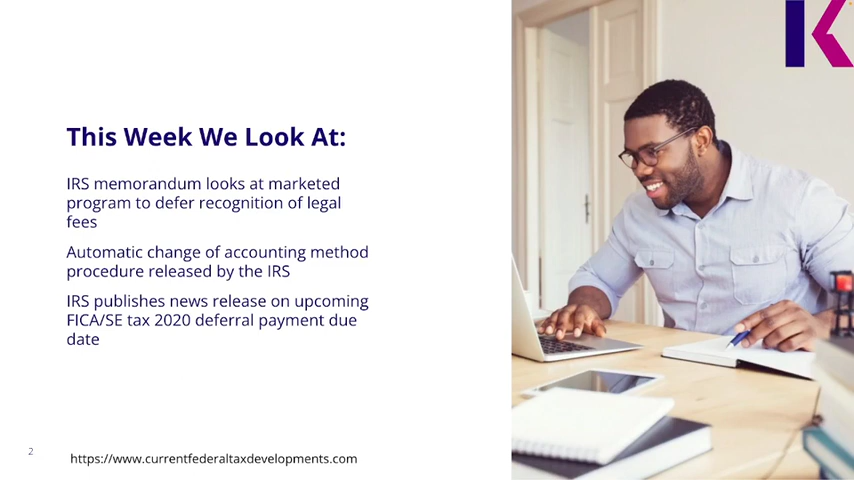 This Week We Look At:
IRS memorandum looks at marketed
program to defer recognition of legal
fees
Automatic change of accounting method
procedure released by the IRS
IRS publishes news release on upcoming
FICA/SE tax 2020 deferral payment due
date
2
https://www.currentfederaltaxdevelopments.com
K